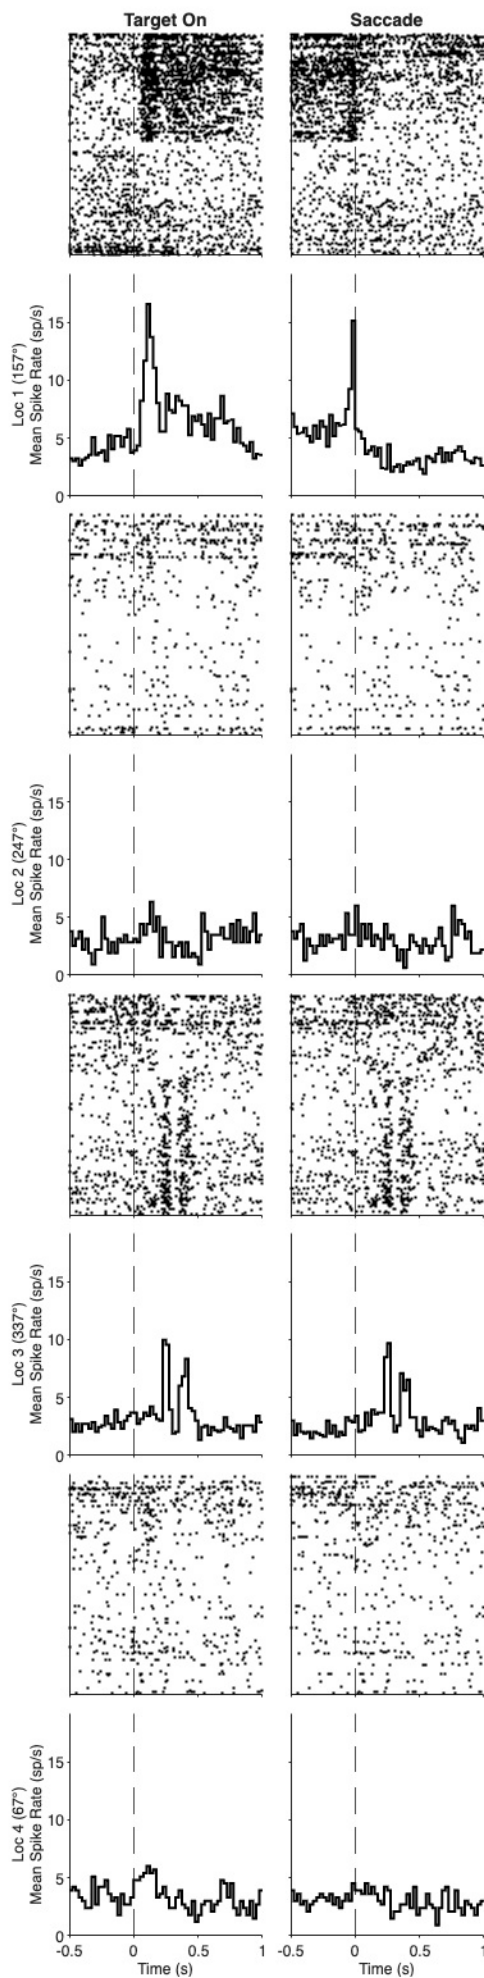 Target On
Saccade
Loc 1 (157°)
Mean Spike Rate (sp/s)
15
10
5
0
Loc 2 (247°)
Mean Spike Rate (sp/s)
15
10
5
0
Loc 3 (337°)
Mean Spike Rate (sp/s)
15
10
5
0
Loc 4 (67°)
Mean Spike Rate (sp/s)
15
10
5
0
-0.5 0 0.5 1
-0.5 0 0.5 1
Time (s)
Time (s)